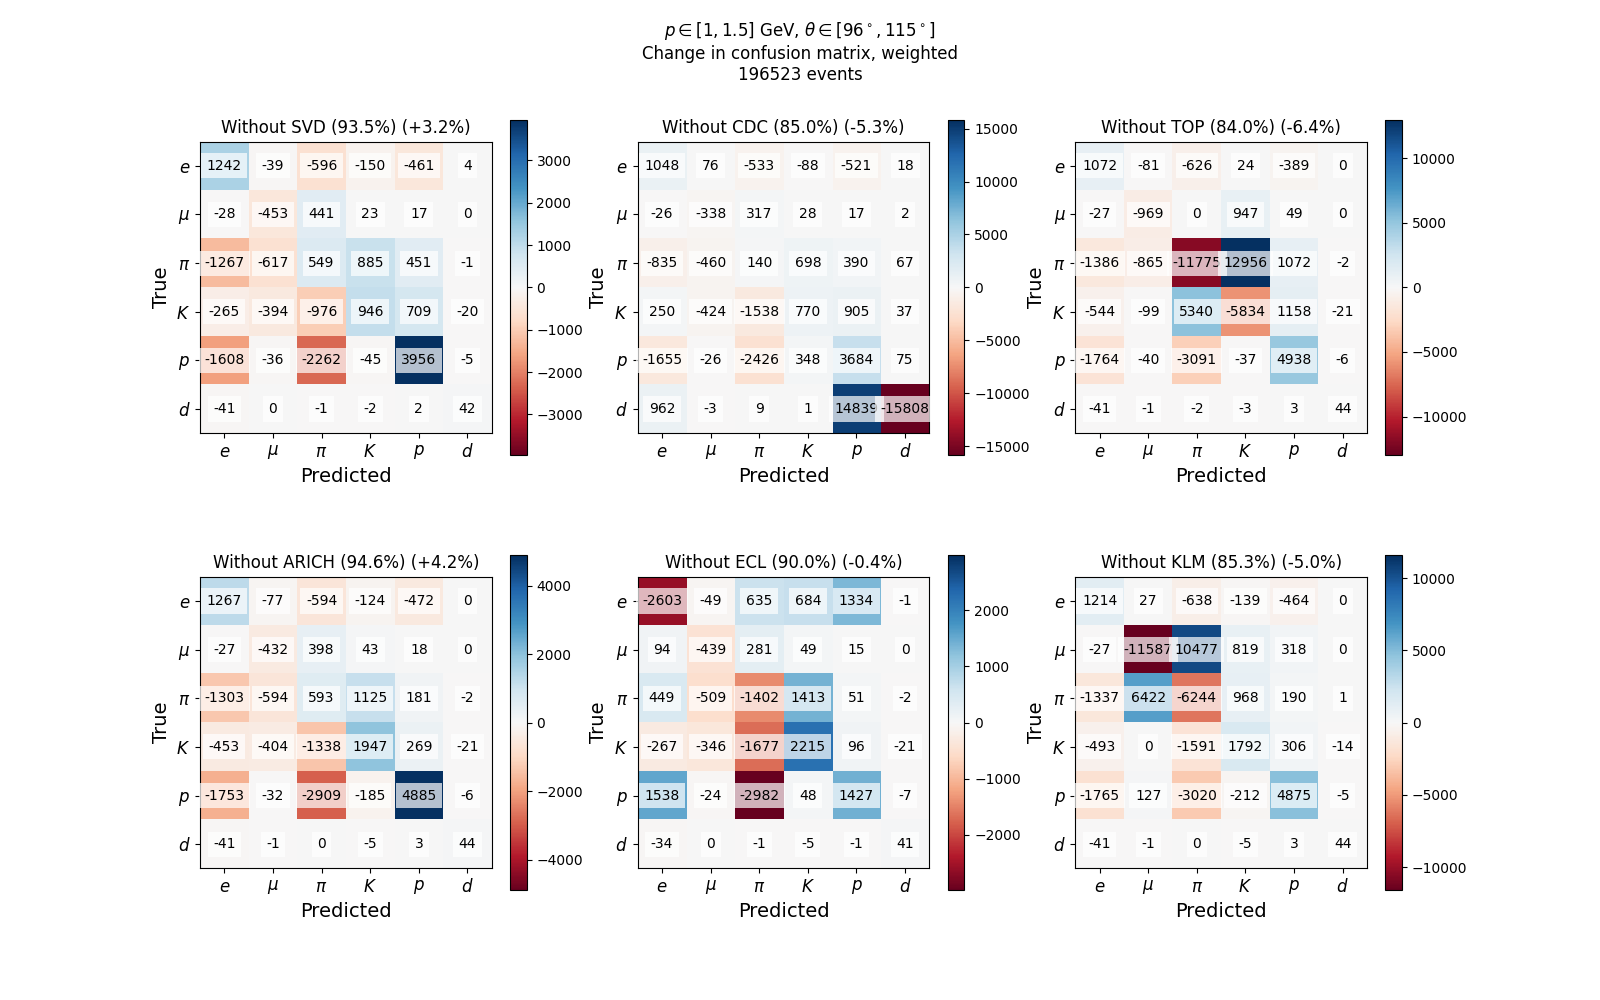 p ∈ [1, 1.5] GeV, θ ∈ [96°, 115°]
Change in confusion matrix, weighted
196523 events
Without SVD (93.5%) (+3.2%)
True
e 1242 -39 -596 -150 -461 4
μ -28 -453 441 23 17 0
π -1267 -617 549 885 451 -1
K -265 -394 -976 946 709 -20
p -1608 -36 -2262 -45 3956 -5
d -41 0 -1 -2 2 42
e μ π K p d
Predicted
3000
2000
1000
0
−1000
−2000
−3000
Without CDC (85.0%) (-5.3%)
True
1048 76 -533 -88 -521 18
-26 -338 317 28 17 2
-835 -460 140 698 390 67
250 -424 -1538 770 905 37
-1655 -26 -2426 348 3684 75
962 -3 9 1 14839 -15808
e μ π K p d
Predicted
15000
10000
5000
0
−5000
−10000
−15000
Without TOP (84.0%) (-6.4%)
True
e 1072 -81 -626 24 -389 0
μ -27 -969 0 947 49 0
π -1386 -865 -11775 12956 1072 -2
K -544 -99 5340 -5834 1158 -21
p -1764 -40 -3091 -37 4938 -6
d -41 -1 -2 -3 3 44
e μ π K p d
Predicted
10000
5000
0
−5000
−10000
Without ARICH (94.6%) (+4.2%)
True
e 1267 -77 -594 -124 -472 0
μ -27 -432 398 43 18 0
π -1303 -594 593 1125 181 -2
K -453 -404 -1338 1947 269 -21
p -1753 -32 -2909 -185 4885 -6
d -41 -1 0 -5 3 44
e μ π K p d
Predicted
4000
2000
0
−2000
−4000
Without ECL (90.0%) (-0.4%)
True
e -2603 -49 635 684 1334 -1
μ 94 -439 281 49 15 0
π 449 -509 -1402 1413 51 -2
K -267 -346 -1677 2215 96 -21
p 1538 -24 -2982 48 1427 -7
d -34 0 -1 -5 -1 41
e μ π K p d
Predicted
2000
1000
0
−1000
−2000
Without KLM (85.3%) (-5.0%)
True
e 1214 27 -638 -139 -464 0
μ -27 -11587 10477 819 318 0
π -1337 6422 -6244 968 190 1
K -493 0 -1591 1792 306 -14
p -1765 127 -3020 -212 4875 -5
d -41 -1 0 -5 3 44
e μ π K p d
Predicted
10000
5000
0
−5000
−10000